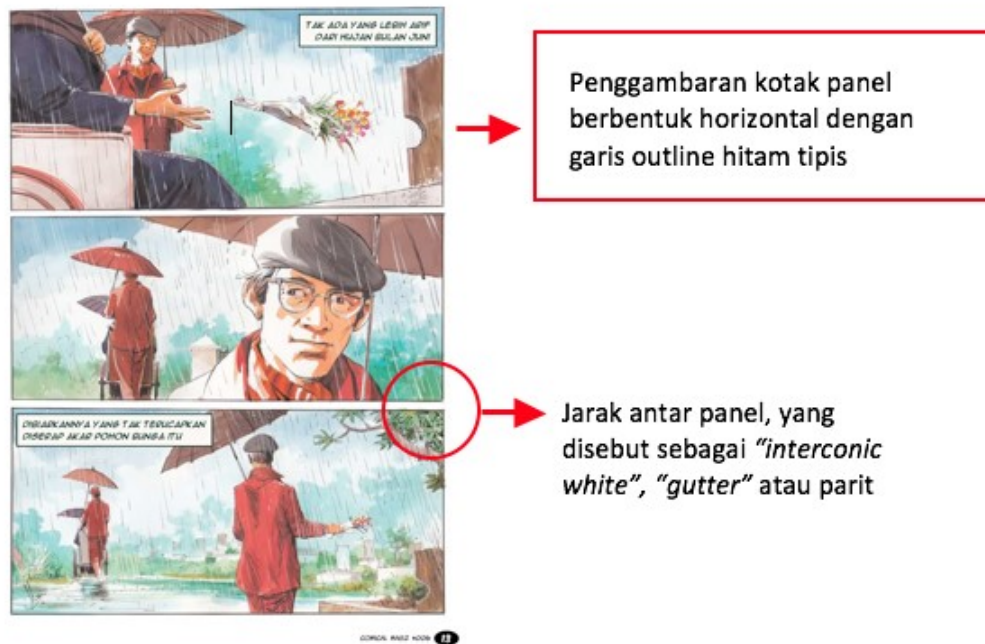 TAK ADA YANG LEBIH ARIF
DARI HUJAN BULAN JUNI
Penggambaran kotak panel
berbentuk horizontal dengan
garis outline hitam tipis
Jarak antar panel, yang
disebut sebagai "interconic
white", "gutter" atau parit
DIBIARKANNYA YANG TAK TERUCAPKAN
DISERAP AKAR POHON BUNGA ITU